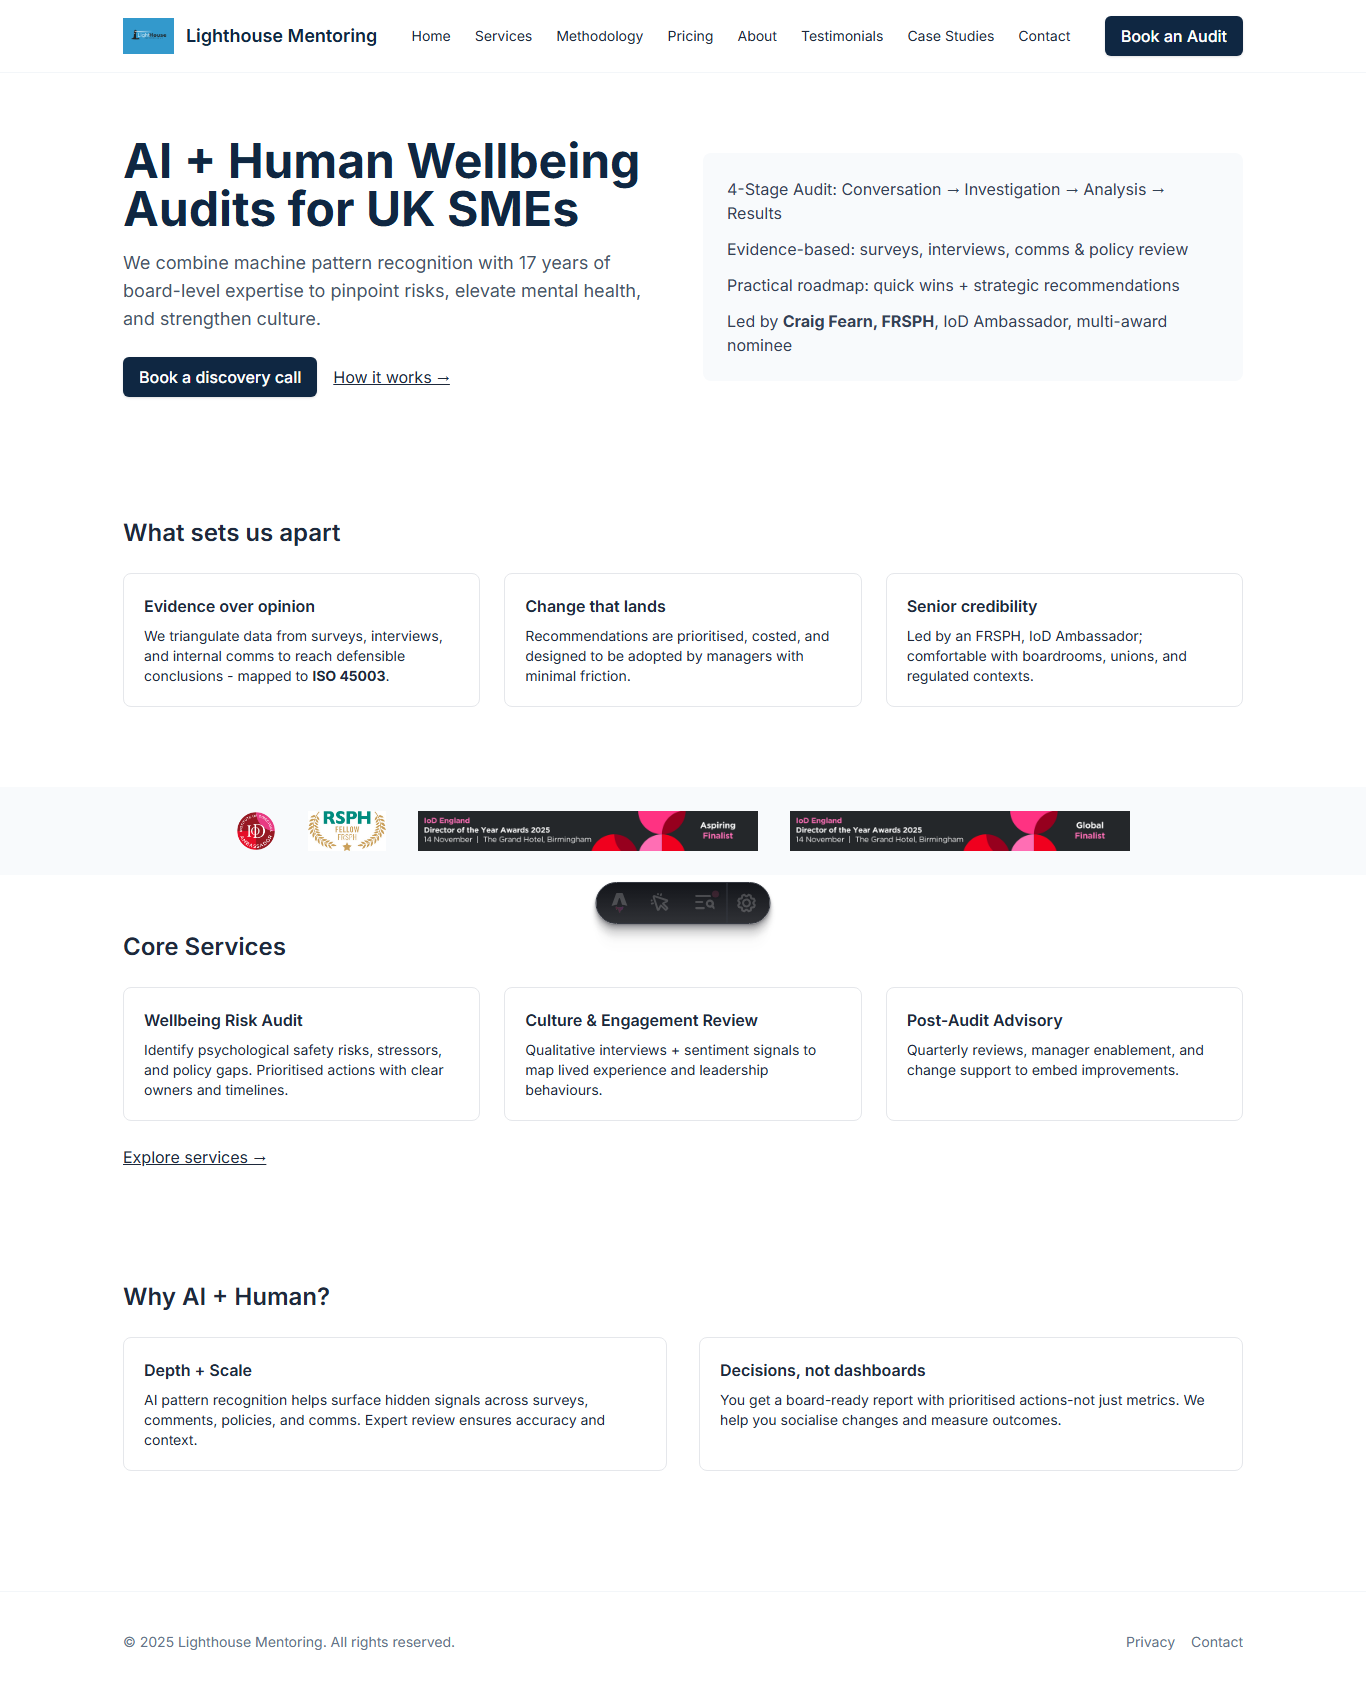 LightHouse
Lighthouse Mentoring
Home
Services
Methodology
Pricing
About
Testimonials
Case Studies
Contact
Book an Audit
AI + Human Wellbeing
Audits for UK SMEs
We combine machine pattern recognition with 17 years of
board-level expertise to pinpoint risks, elevate mental health,
and strengthen culture.
Book a discovery call
How it works →
4-Stage Audit: Conversation → Investigation → Analysis →
Results
Evidence-based: surveys, interviews, comms & policy review
Practical roadmap: quick wins + strategic recommendations
Led by Craig Fearn, FRSPH, IoD Ambassador, multi-award
nominee
What sets us apart
Evidence over opinion
We triangulate data from surveys, interviews,
and internal comms to reach defensible
conclusions - mapped to ISO 45003.
Change that lands
Recommendations are prioritised, costed, and
designed to be adopted by managers with
minimal friction.
Senior credibility
Led by an FRSPH, IoD Ambassador;
comfortable with boardrooms, unions, and
regulated contexts.
IoD
AMBASSADOR
RSPH
FELLOW
FRSPH
IoD England
Director of the Year Awards 2025
14 November | The Grand Hotel, Birmingham
Aspiring
Finalist
IoD England
Director of the Year Awards 2025
14 November | The Grand Hotel, Birmingham
Global
Finalist
Core Services
Wellbeing Risk Audit
Identify psychological safety risks, stressors,
and policy gaps. Prioritised actions with clear
owners and timelines.
Culture & Engagement Review
Qualitative interviews + sentiment signals to
map lived experience and leadership
behaviours.
Post-Audit Advisory
Quarterly reviews, manager enablement, and
change support to embed improvements.
Explore services →
Why AI + Human?
Depth + Scale
AI pattern recognition helps surface hidden signals across surveys,
comments, policies, and comms. Expert review ensures accuracy and
context.
Decisions, not dashboards
You get a board-ready report with prioritised actions-not just metrics. We
help you socialise changes and measure outcomes.
© 2025 Lighthouse Mentoring. All rights reserved.
Privacy
Contact